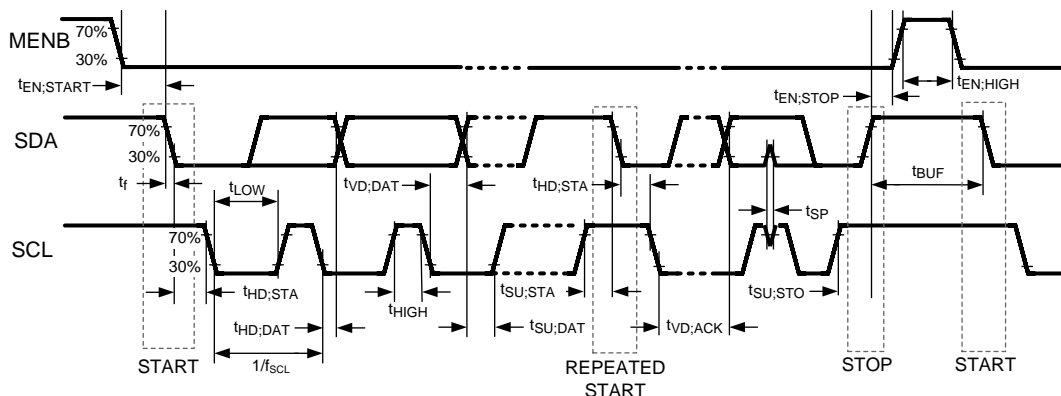 MENB
70%
30%
tEN;START
tEN;STOP
tEN;HIGH
SDA
70%
30%
tf
tLOW
tVD;DAT
tHD;STA
tSP
tBUF
SCL
70%
30%
tHD;STA
tHD;DAT
tHIGH
tSU;STA
tSU;DAT
tVD;ACK
tSU;STO
1/fSCL
START
REPEATED
START
STOP
START